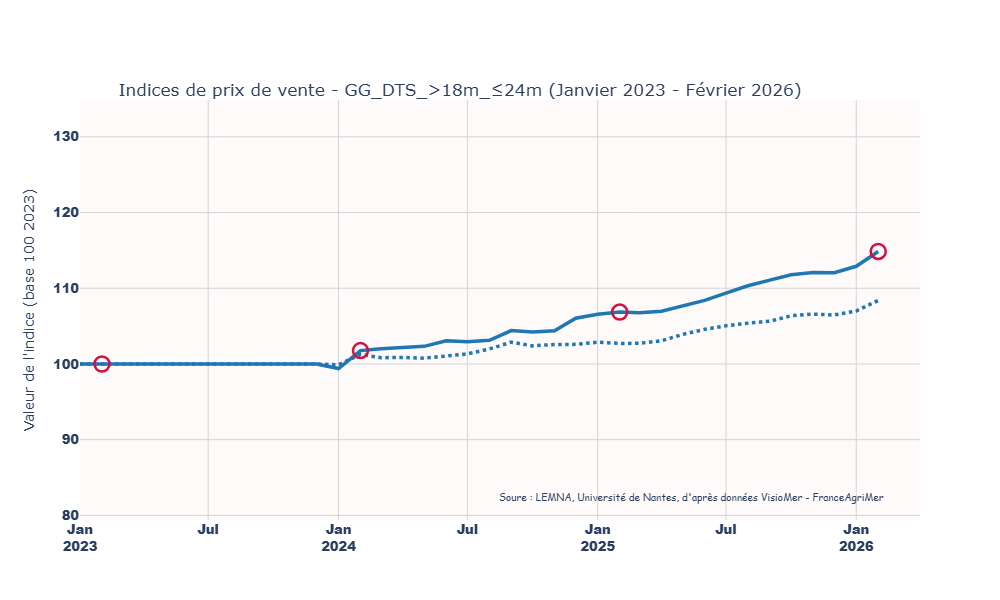 Indices de prix de vente - GG_DTS_>18m_≤24m (Janvier 2023 - Février 2026)
Valeur de l'indice (base 100 2023)
130
120
110
100
90
80
Soure : LEMNA, Université de Nantes, d'après données VisioMer - FranceAgriMer
Jan Jul Jan Jul Jan Jul Jan
2023 2024 2025 2026